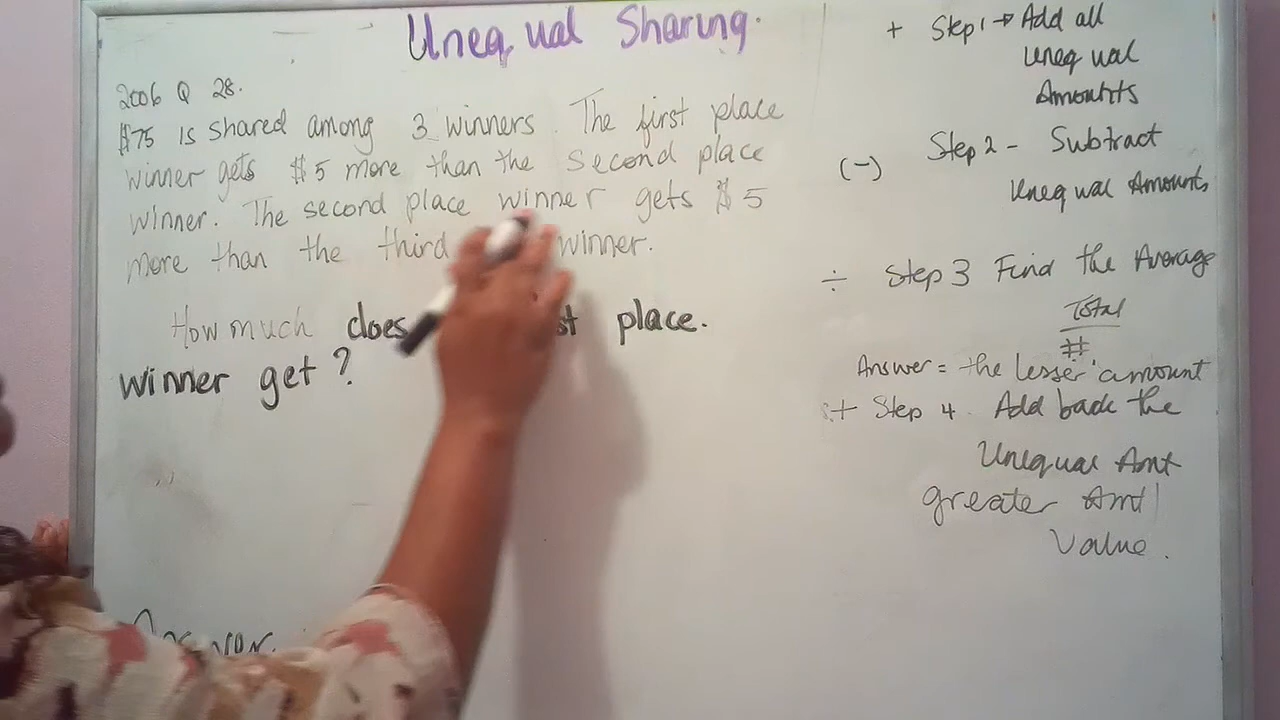 Unequal Sharing.
2006 Q 28.
$75 is shared among 3 winners. The first place
winner gets $5 more than the second place
winner. The second place winner gets $5
more than the third winner.
How much does st place.
winner get?
Answer.
+ Step 1 → Add all
Unequal
Amounts
(-) Step 2 - Subtract
Unequal Amounts
÷ Step 3 Find the Average
Total
#
Answer = the lesser amount
+ Step 4. Add back the
Unequal Amt
greater Amt
Value.